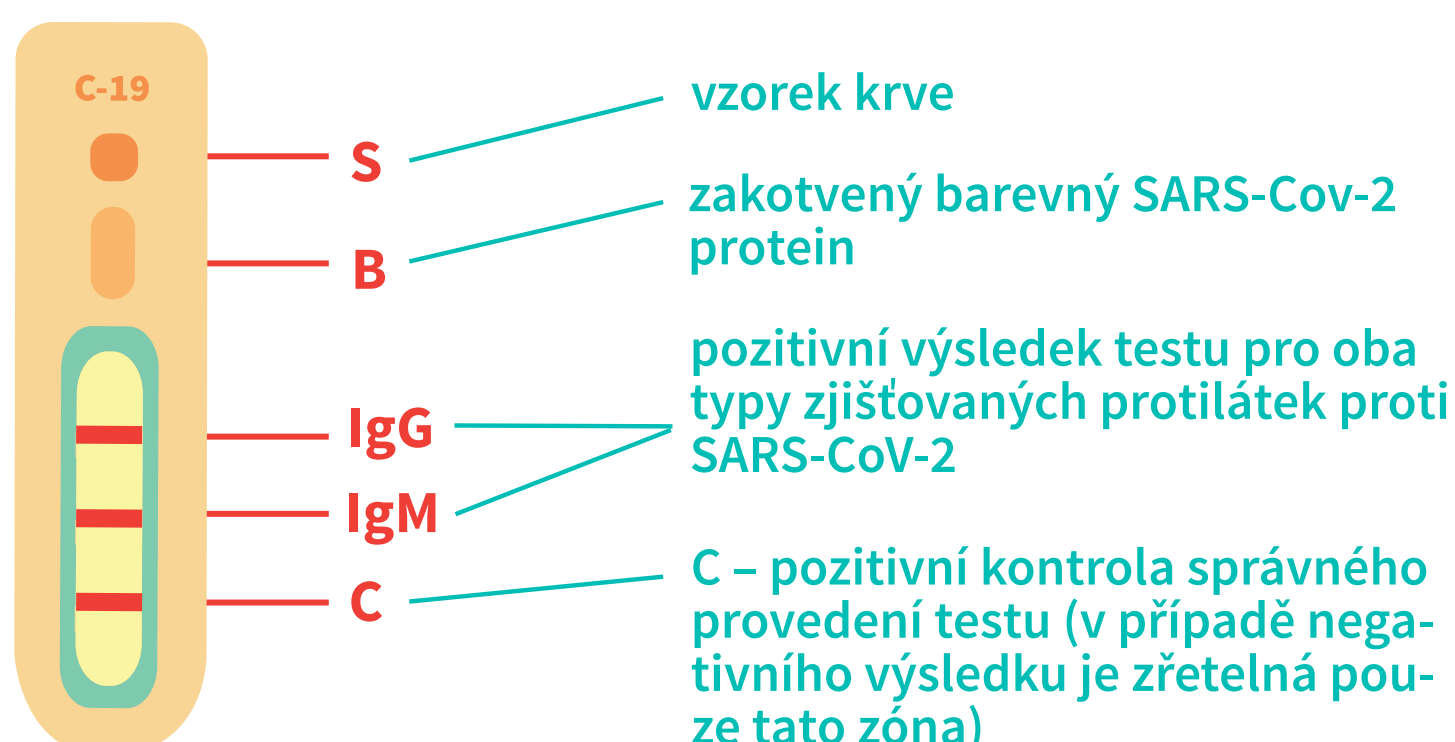 C-19
S
vzorek krve
B
zakotvený barevný SARS-Cov-2
protein
IgG
IgM
pozitivní výsledek testu pro oba
typy zjišťovaných protilátek proti
SARS-CoV-2
C
C – pozitivní kontrola správného
provedení testu (v případě nega-
tivního výsledku je zřetelná pou-
ze tato zóna)